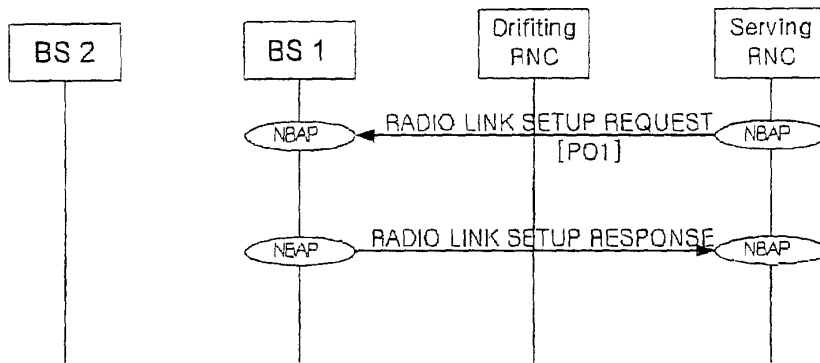 BS 2
BS 1
Drifiting
RNC
Serving
RNC
NBAP
RADIO LINK SETUP REQUEST
[PO1]
NBAP
NBAP
RADIO LINK SETUP RESPONSE
NBAP